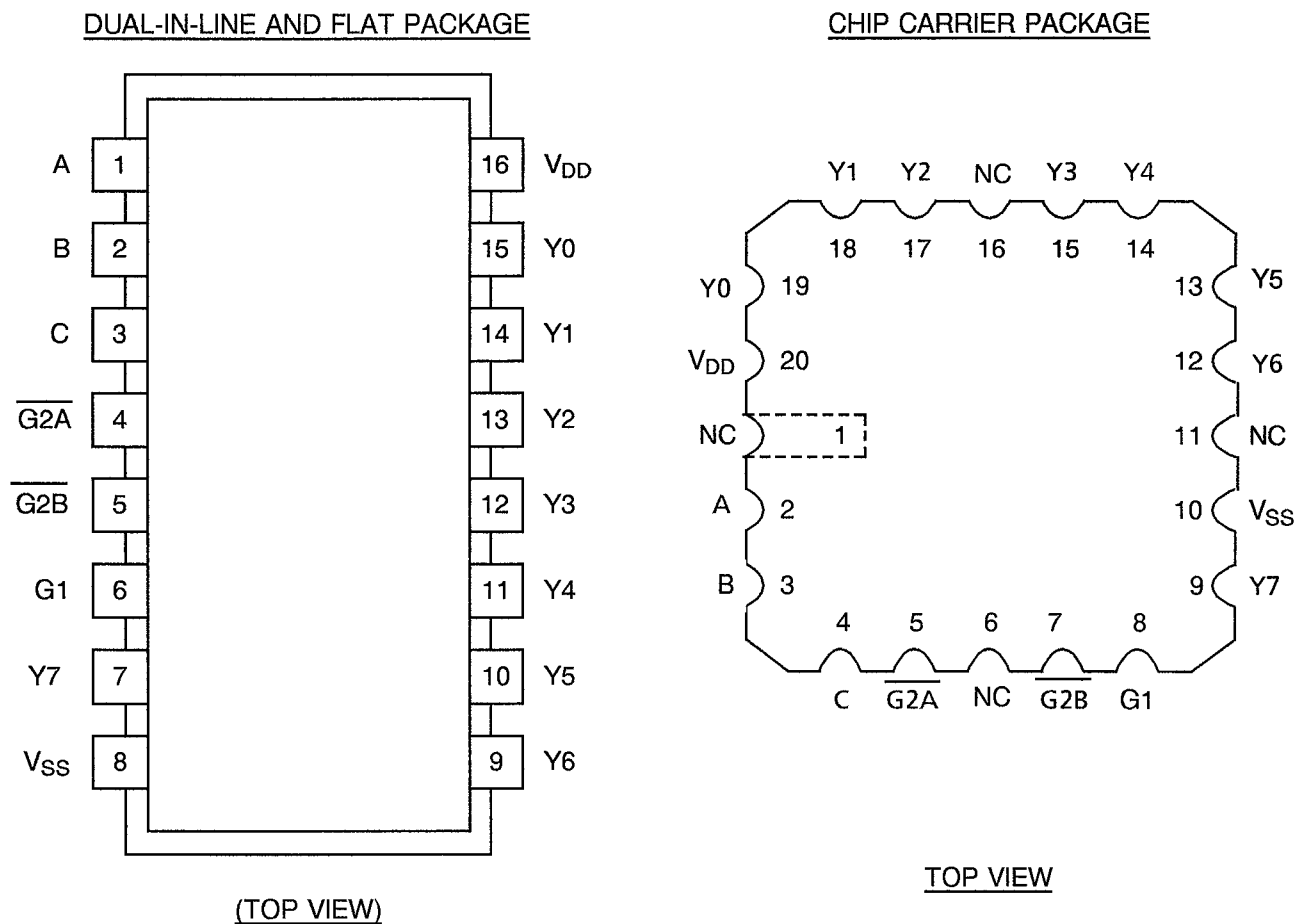 DUAL-IN-LINE AND FLAT PACKAGE
A 1 16 VDD
B 2 15 Y0
C 3 14 Y1
G2A 4 13 Y2
G2B 5 12 Y3
G1 6 11 Y4
Y7 7 10 Y5
VSS 8 9 Y6
(TOP VIEW)
CHIP CARRIER PACKAGE
Y1 Y2 NC Y3 Y4
18 17 16 15 14
Y0 19 13 Y5
VDD 20 12 Y6
NC 1 11 NC
A 2 10 VSS
B 3 9 Y7
4 5 6 7 8
C G2A NC G2B G1
TOP VIEW